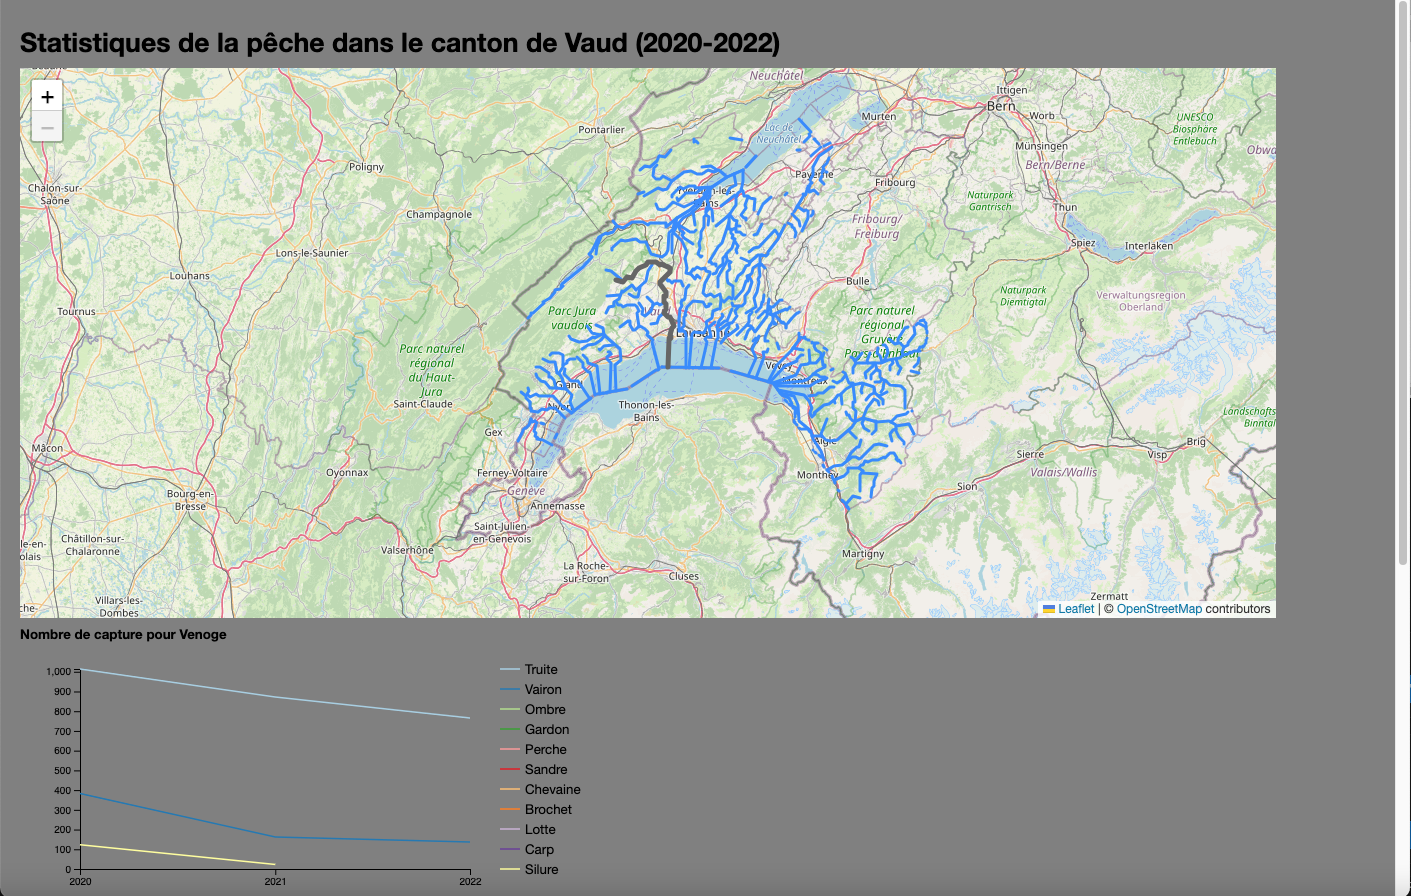 Statistiques de la pêche dans le canton de Vaud (2020-2022)
+
−
Neuchâtel
Ittigen
Bern
Worb
UNESCO
Biosphäre
Entlebuch
Pontarlier
Lac de
Neuchâtel
Murten
Münsingen
Bern/Berne
Obwa
Poligny
Payerne
Fribourg
Chalon-sur-
Saône
Yverdon-les-
Bains
Naturpark
Gantrisch
Thun
Champagnole
Fribourg/
Freiburg
Spiez
Interlaken
Lons-le-Saunier
Louhans
Bulle
Naturpark
Diemtigtal
Verwaltungsregion
Oberland
Tournus
Parc Jura
vaudois
Parc naturel
régional
Gruyère
Pays-d'Enhaut
Lausanne
Parc naturel
régional
du Haut-
Jura
Vevey
Montreux
Gland
Nyon
Saint-Claude
Thonon-les-
Bains
Landschafts
Binntal
Gex
Aigle
Mâcon
Brig
Sierre
Visp
Oyonnax
Ferney-Voltaire
Monthey
Valais/Wallis
Sion
Genève
Bourg-en-
Bresse
Annemasse
Saint-Julien-
en-Genevois
Châtillon-sur-
Chalaronne
lle-en-
olais
Valserhône
Martigny
La Roche-
sur-Foron
Cluses
Villars-les-
Dombes
Zermatt
che-
Leaflet | © OpenStreetMap contributors
Nombre de capture pour Venoge
1,000
900
800
700
600
500
400
300
200
100
0
2020
2021
2022
Truite
Vairon
Ombre
Gardon
Perche
Sandre
Chevaine
Brochet
Lotte
Carp
Silure